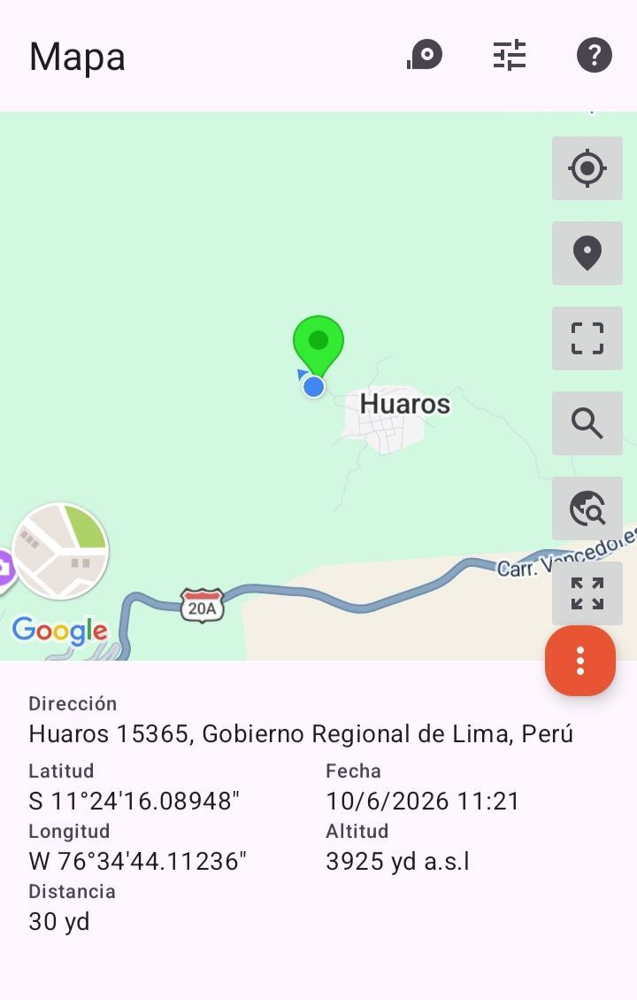 Mapa
Huaros
Carr. Vencedores
20A
Google
Dirección
Huaros 15365, Gobierno Regional de Lima, Perú
Latitud
S 11°24'16.08948"
Fecha
10/6/2026 11:21
Longitud
W 76°34'44.11236"
Altitud
3925 yd a.s.l
Distancia
30 yd